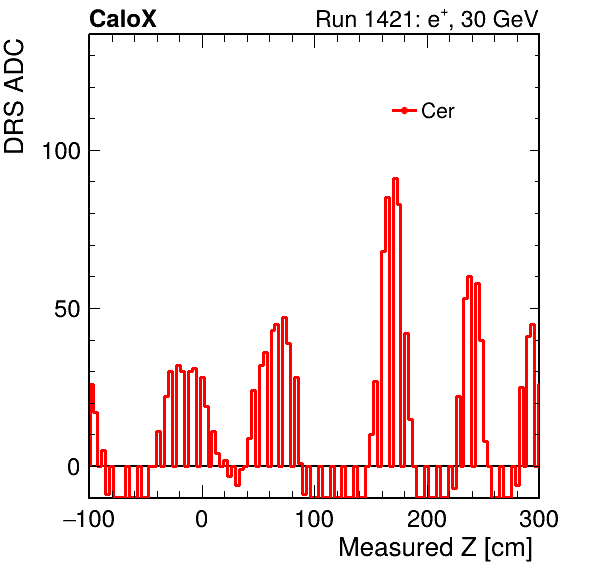 CaloX Run 1421: e⁺, 30 GeV
DRS ADC
Cer
100
50
0
−100 0 100 200 300
Measured Z [cm]